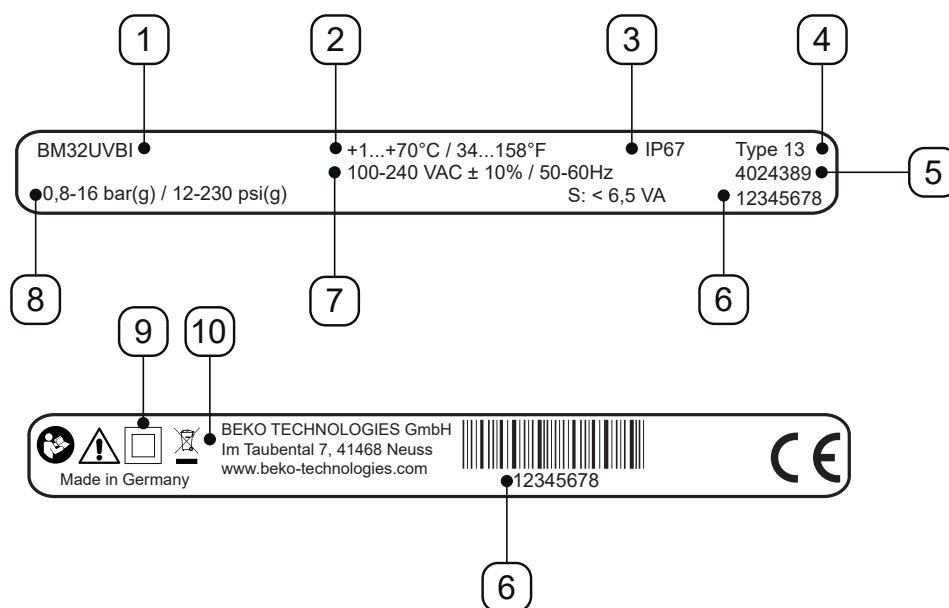 1 2 3 4
BM32UVBI +1...+70°C / 34...158°F IP67 Type 13
100-240 VAC ± 10% / 50-60Hz 4024389 5
0,8-16 bar(g) / 12-230 psi(g) S: < 6,5 VA 12345678
8 7 6
9 10
BEKO TECHNOLOGIES GmbH
Im Taubental 7, 41468 Neuss
www.beko-technologies.com
Made in Germany 12345678
CE
6